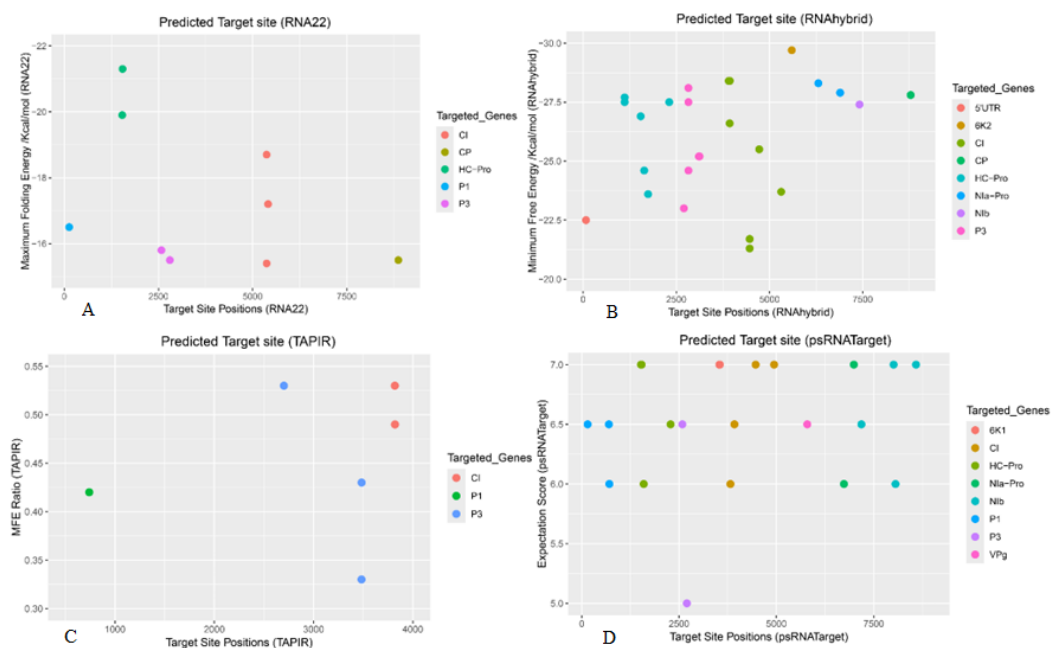 Predicted Target site (RNA22)
Maximum Folding Energy /Kcal/mol (RNA22)
−22
−20
−18
−16
0
2500
5000
7500
Target Site Positions (RNA22)
Targeted_Genes
CI
CP
HC−Pro
P1
P3
A
Predicted Target site (RNAhybrid)
Minimum Free Energy /Kcal/mol (RNAhybrid)
−30.0
−27.5
−25.0
−22.5
−20.0
0
2500
5000
7500
Target Site Positions (RNAhybrid)
Targeted_Genes
5'UTR
6K2
CI
CP
HC−Pro
NIa−Pro
NIb
P3
B
Predicted Target site (TAPIR)
MFE Ratio (TAPIR)
0.55
0.50
0.45
0.40
0.35
0.30
1000
2000
3000
4000
Target Site Positions (TAPIR)
Targeted_Genes
CI
P1
P3
C
Predicted Target site (psRNATarget)
Expectation Score (psRNATarget)
7.0
6.5
6.0
5.5
5.0
0
2500
5000
7500
Target Site Positions (psRNATarget)
Targeted_Genes
6K1
CI
HC−Pro
NIa−Pro
NIb
P1
P3
VPg
D